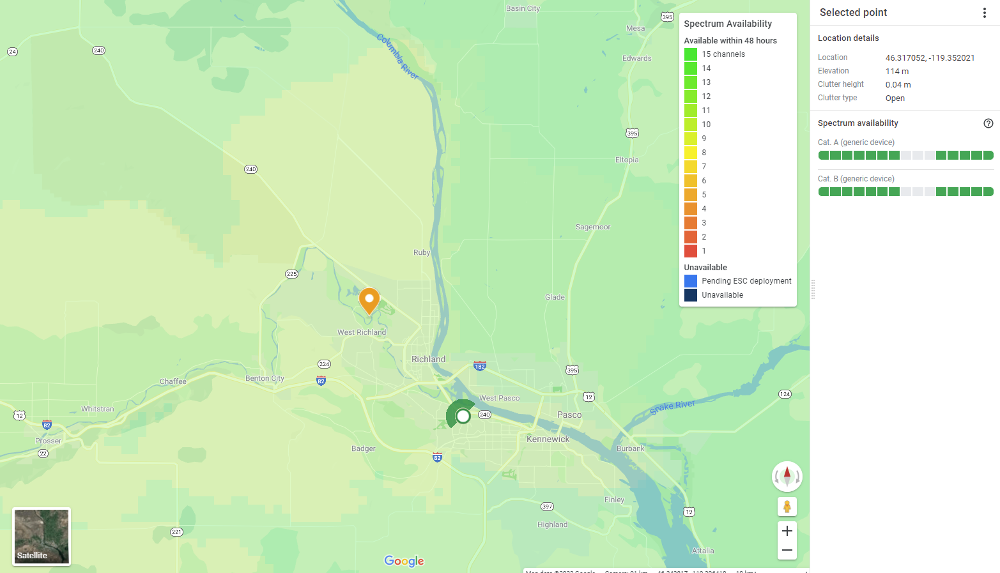 Basin City
395
Mesa
Edwards
24
240
Columbia River
240
395
Eltopia
Sagemoor
Ruby
225
Glade
West Richland
Richland
182
224
82
395
Benton City
Chaffee
12
124
West Pasco
Snake River
Whitstran
240
Pasco
12
82
Prosser
Kennewick
22
Badger
Burbank
82
Finley
397
12
Highland
221
Attalia
Satellite
Google
Spectrum Availability
Available within 48 hours
15 channels
14
13
12
11
10
9
8
7
6
5
4
3
2
1
Unavailable
Pending ESC deployment
Unavailable
Selected point
Location details
Location 46.317052, -119.352021
Elevation 114 m
Clutter height 0.04 m
Clutter type Open
Spectrum availability
Cat. A (generic device)
Cat. B (generic device)